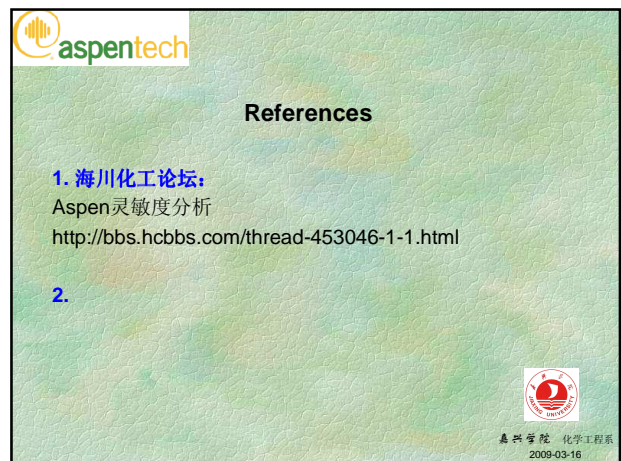 aspentech
References
1. 海川化工论坛：
Aspen灵敏度分析
http://bbs.hcbbs.com/thread-453046-1-1.html
2.
JIAXING UNIVERSITY
嘉兴学院 化学工程系
2009-03-16